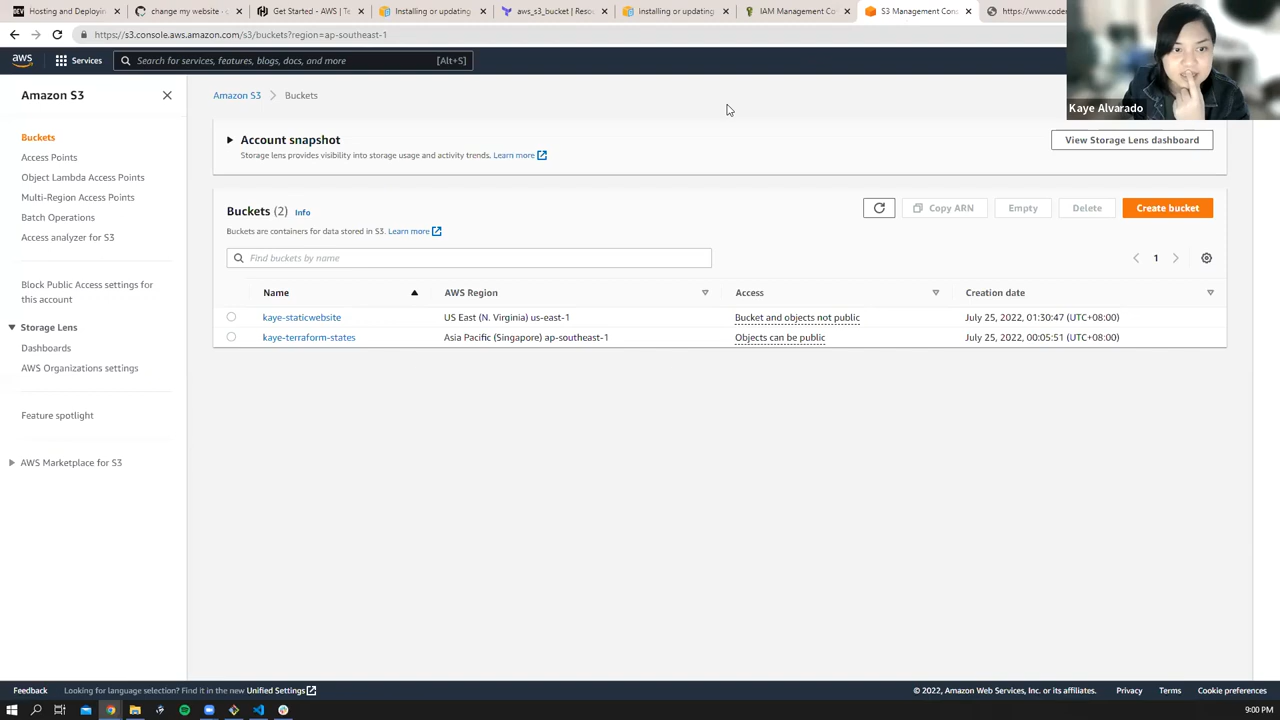 Hosting and Deployin
change my website · 
Get Started - AWS | Te
Installing or updating
aws_s3_bucket | Reso
Installing or updating
IAM Management Co
S3 Management Con
https://www.codes
https://s3.console.aws.amazon.com/s3/buckets?region=ap-southeast-1
aws
Services
Search for services, features, blogs, docs, and more
[Alt+S]
Kaye Alvarado
Amazon S3
Amazon S3
Buckets
Buckets
Access Points
Object Lambda Access Points
Multi-Region Access Points
Batch Operations
Access analyzer for S3
Block Public Access settings for
this account
Storage Lens
Dashboards
AWS Organizations settings
Feature spotlight
AWS Marketplace for S3
Account snapshot
View Storage Lens dashboard
Storage lens provides visibility into storage usage and activity trends. Learn more
Buckets (2) Info
Copy ARN
Empty
Delete
Create bucket
Buckets are containers for data stored in S3. Learn more
Find buckets by name
1
Name AWS Region Access Creation date
kaye-staticwebsite US East (N. Virginia) us-east-1 Bucket and objects not public July 25, 2022, 01:30:47 (UTC+08:00)
kaye-terraform-states Asia Pacific (Singapore) ap-southeast-1 Objects can be public July 25, 2022, 00:05:51 (UTC+08:00)
Feedback Looking for language selection? Find it in the new Unified Settings © 2022, Amazon Web Services, Inc. or its affiliates. Privacy Terms Cookie preferences
9:00 PM